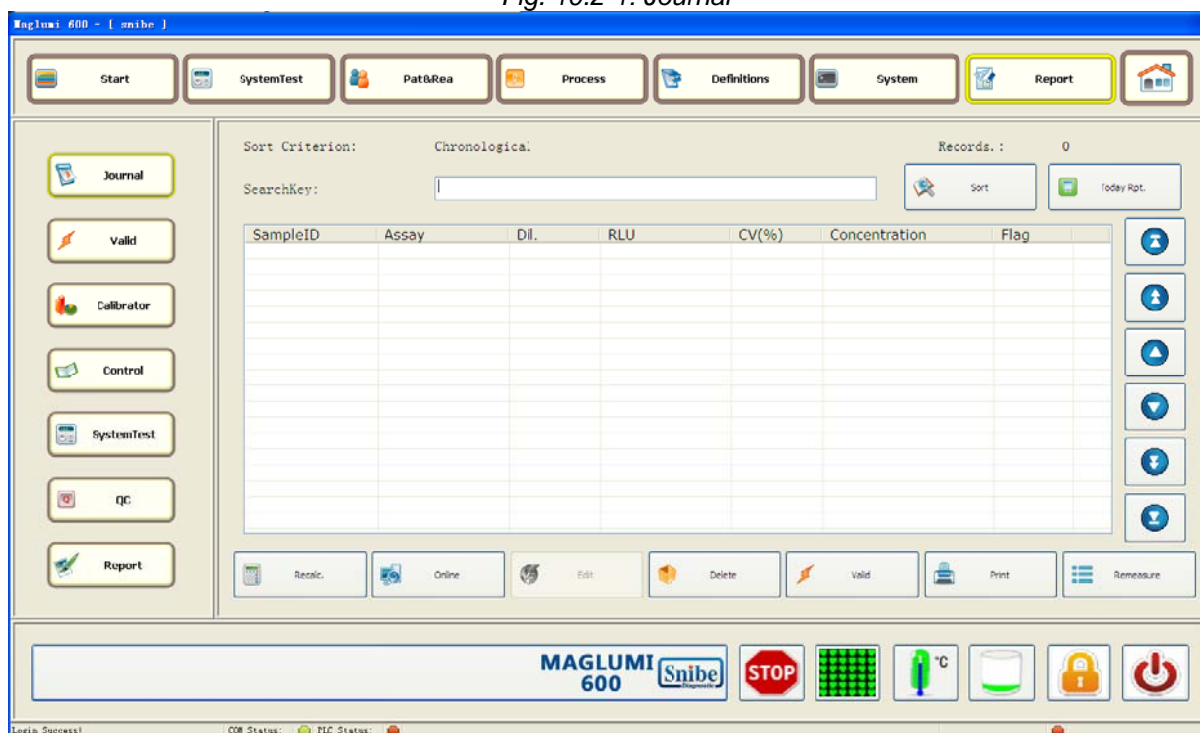 Fig. 10.2-1: Journal
Maglumi 600 - [ snibe ]
Start SystemTest Pat&Rea Process Definitions System Report
Sort Criterion: Chronological Records.: 0
Journal
Sort Today Rpt.
SearchKey:
SampleID Assay Dil. RLU CV(%) Concentration Flag
Valid
Calibrator
Control
SystemTest
QC
Report
Recalc. Online Edit Delete Valid Print Remeasure
MAGLUMI
600
Snibe
Diagnostic
STOP
°C
Login Success! COM Status: PLC Status: